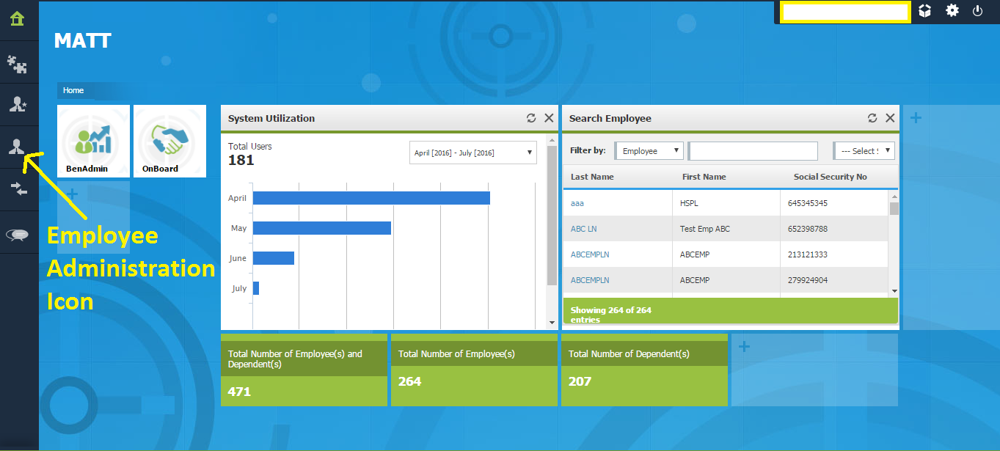 MATT
Home
BenAdmin
OnBoard
Employee
Administration
Icon
System Utilization
Total Users
181
April [2016] - July [2016]
April
May
June
July
Search Employee
Filter by: Employee --- Select :
Last Name First Name Social Security No
aaa HSPL 645345345
ABC LN Test Emp ABC 652398788
ABCEMPLN ABCEMP 213121333
ABCEMPLN ABCEMP 279924904
Showing 264 of 264
entries
Total Number of Employee(s) and
Dependent(s)
471
Total Number of Employee(s)
264
Total Number of Dependent(s)
207